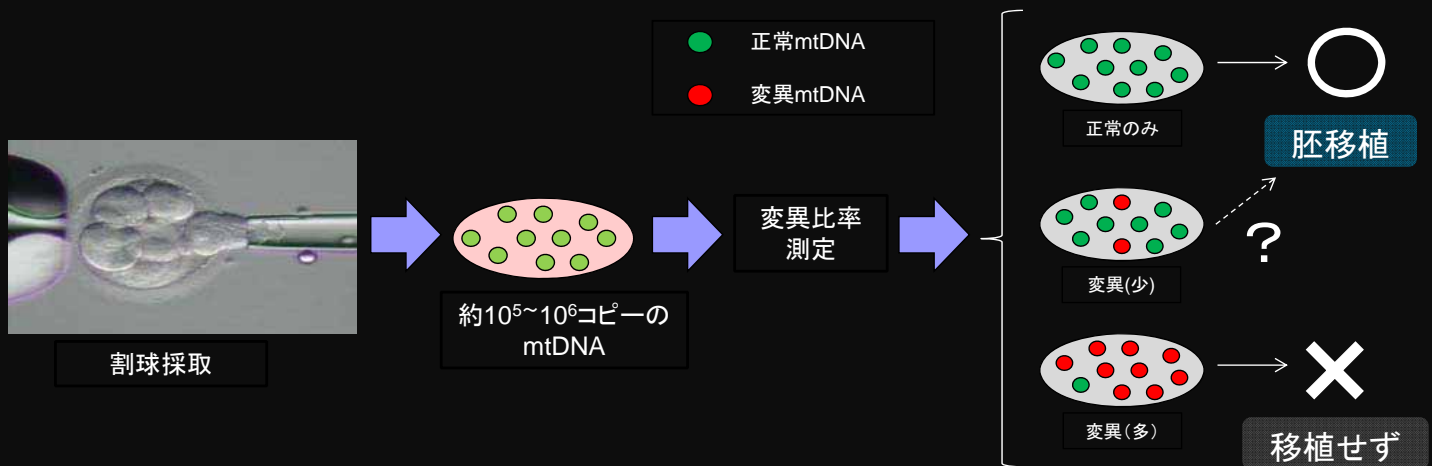 正常mtDNA
変異mtDNA
割球採取
約10⁵~10⁶コピーの
mtDNA
変異比率
測定
正常のみ
胚移植
変異(少)
?
変異(多)
移植せず